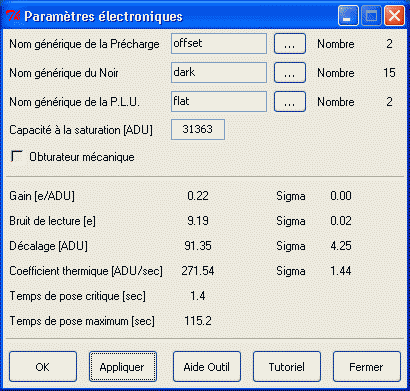 Paramètres électroniques
Nom générique de la Précharge offset ... Nombre 2
Nom générique du Noir dark ... Nombre 15
Nom générique de la P.L.U. flat ... Nombre 2
Capacité à la saturation [ADU] 31363
Obturateur mécanique
Gain [e/ADU] 0.22 Sigma 0.00
Bruit de lecture [e] 9.19 Sigma 0.02
Décalage [ADU] 91.35 Sigma 4.25
Coefficient thermique [ADU/sec] 271.54 Sigma 1.44
Temps de pose critique [sec] 1.4
Temps de pose maximum [sec] 115.2
OK Appliquer Aide Outil Tutoriel Fermer